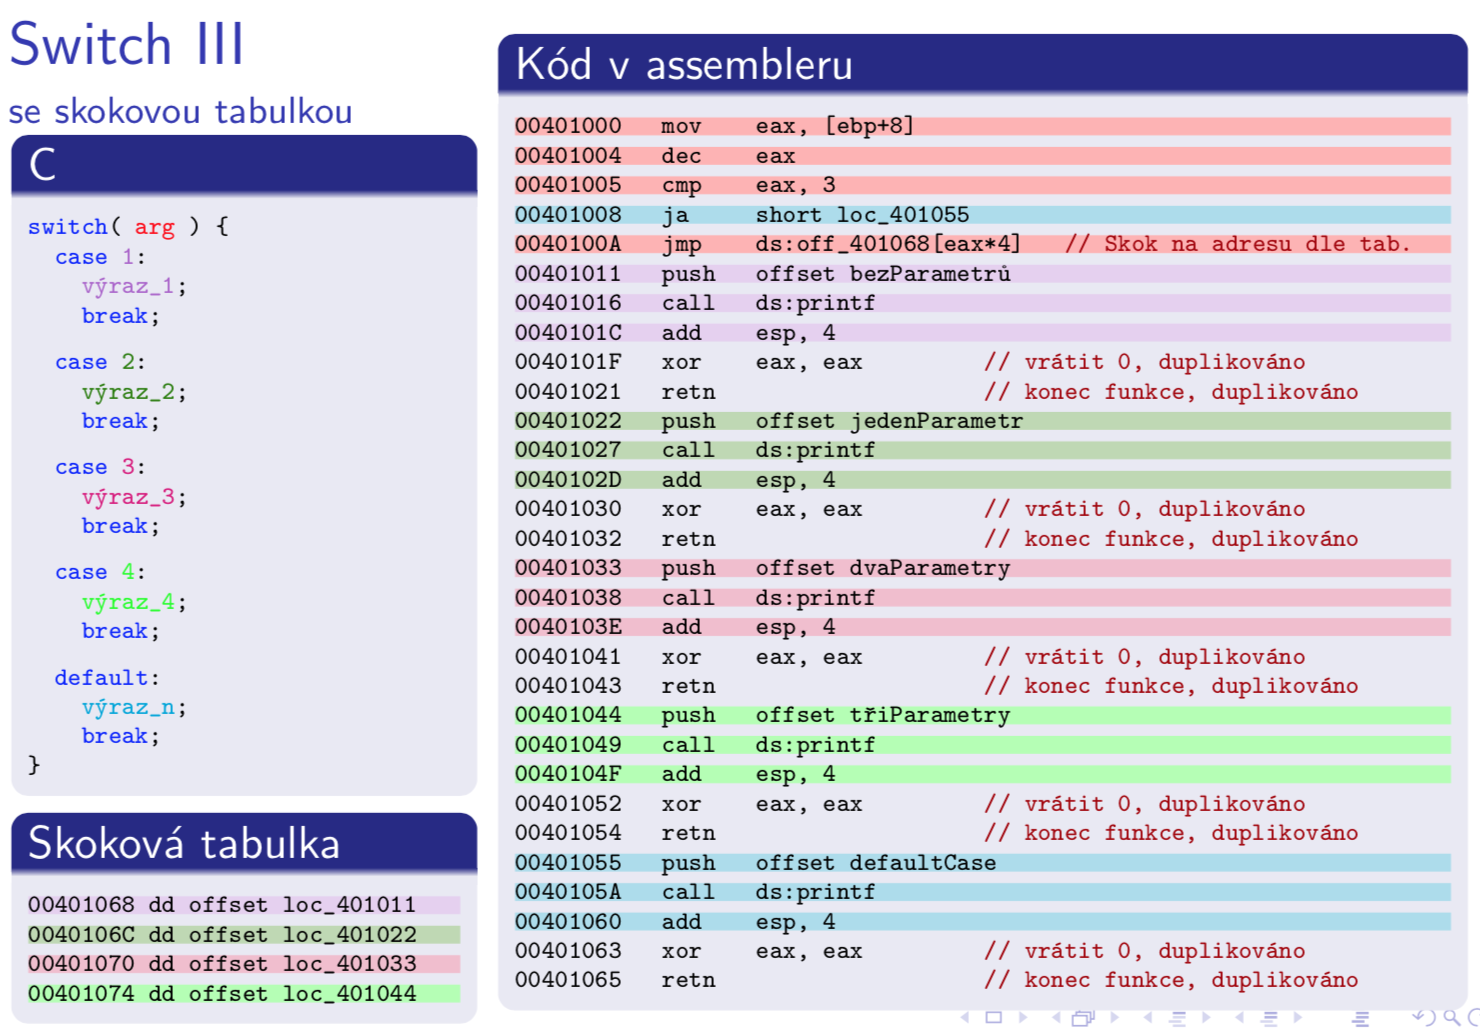 Switch III
se skokovou tabulkou
C
switch( arg ) {
case 1:
výraz_1;
break;
case 2:
výraz_2;
break;
case 3:
výraz_3;
break;
case 4:
výraz_4;
break;
default:
výraz_n;
break;
}
Skoková tabulka
00401068 dd offset loc_401011
0040106C dd offset loc_401022
00401070 dd offset loc_401033
00401074 dd offset loc_401044
Kód v assembleru
00401000 mov eax, [ebp+8]
00401004 dec eax
00401005 cmp eax, 3
00401008 ja short loc_401055
0040100A jmp ds:off_401068[eax*4] // Skok na adresu dle tab.
00401011 push offset bezParametrů
00401016 call ds:printf
0040101C add esp, 4
0040101F xor eax, eax // vrátit 0, duplikováno
00401021 retn // konec funkce, duplikováno
00401022 push offset jedenParametr
00401027 call ds:printf
0040102D add esp, 4
00401030 xor eax, eax // vrátit 0, duplikováno
00401032 retn // konec funkce, duplikováno
00401033 push offset dvaParametry
00401038 call ds:printf
0040103E add esp, 4
00401041 xor eax, eax // vrátit 0, duplikováno
00401043 retn // konec funkce, duplikováno
00401044 push offset třiParametry
00401049 call ds:printf
0040104F add esp, 4
00401052 xor eax, eax // vrátit 0, duplikováno
00401054 retn // konec funkce, duplikováno
00401055 push offset defaultCase
0040105A call ds:printf
00401060 add esp, 4
00401063 xor eax, eax // vrátit 0, duplikováno
00401065 retn // konec funkce, duplikováno